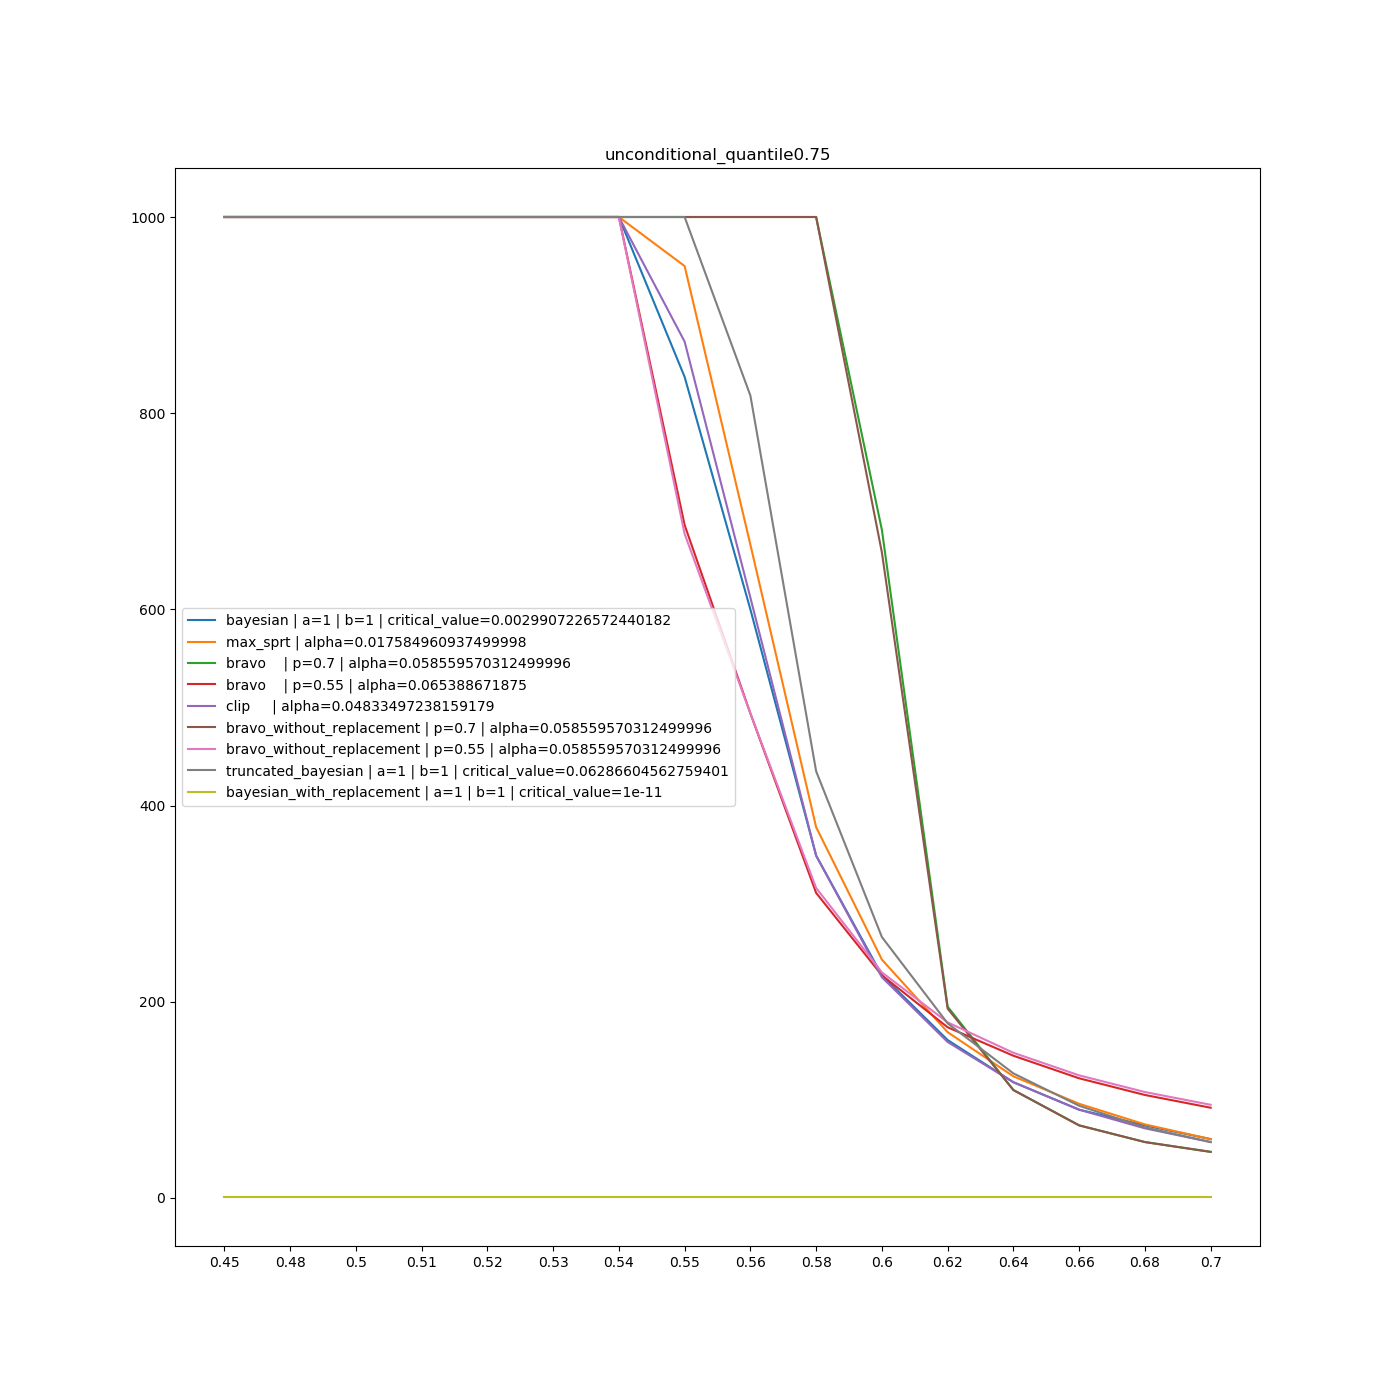 unconditional_quantile0.75
1000
800
600
400
200
0
bayesian | a=1 | b=1 | critical_value=0.0029907226572440182
max_sprt | alpha=0.017584960937499998
bravo    | p=0.7 | alpha=0.058559570312499996
bravo    | p=0.55 | alpha=0.065388671875
clip     | alpha=0.04833497238159179
bravo_without_replacement | p=0.7 | alpha=0.058559570312499996
bravo_without_replacement | p=0.55 | alpha=0.058559570312499996
truncated_bayesian | a=1 | b=1 | critical_value=0.06286604562759401
bayesian_with_replacement | a=1 | b=1 | critical_value=1e-11
0.45 0.48 0.5 0.51 0.52 0.53 0.54 0.55 0.56 0.58 0.6 0.62 0.64 0.66 0.68 0.7